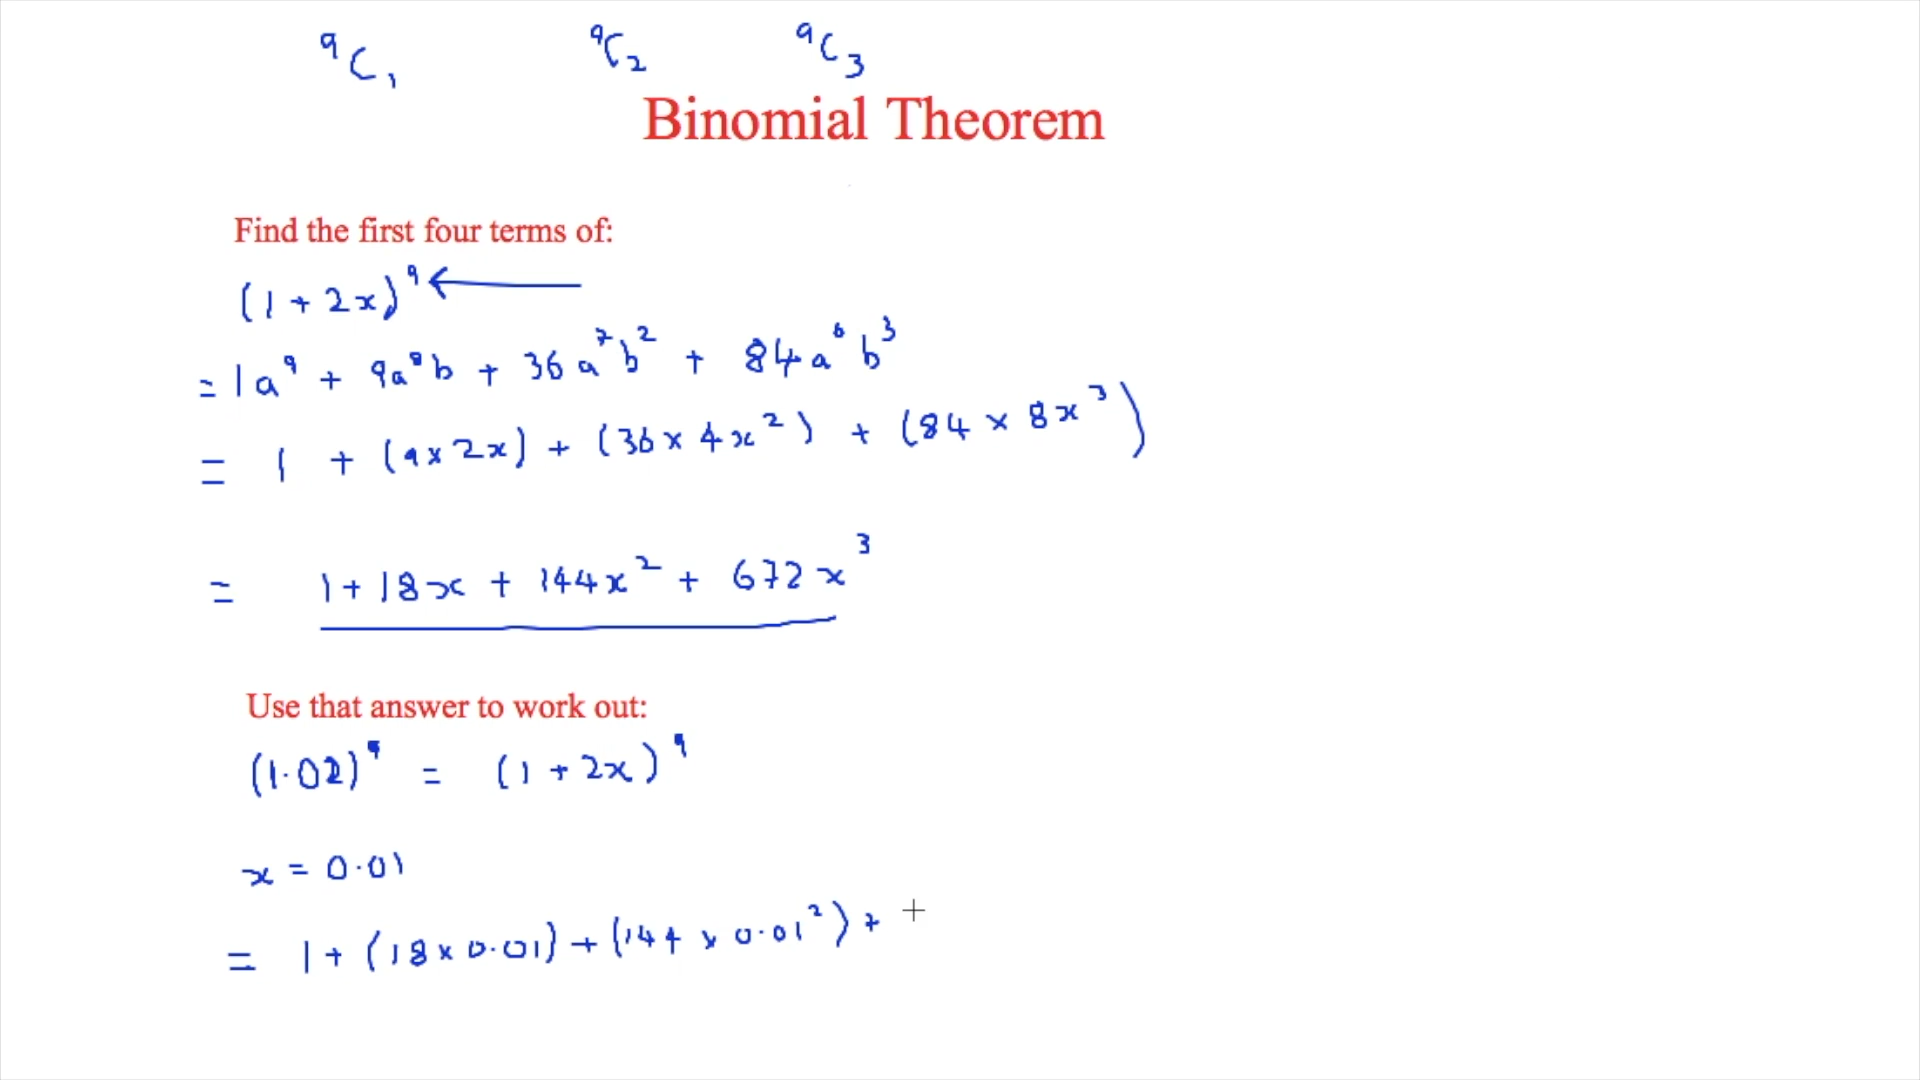 ⁹C₁ ⁹C₂ ⁹C₃
Binomial Theorem
Find the first four terms of:
(1 + 2x)⁹ ←
= 1a⁹ + 9a⁸b + 36a⁷b² + 84a⁶b³
= 1 + (9×2x) + (36×4x²) + (84×8x³)
= 1+18x + 144x² + 672x³
Use that answer to work out:
(1.02)⁹ = (1+2x)⁹
x = 0.01
= 1+(18×0.01)+(144×0.01²)+